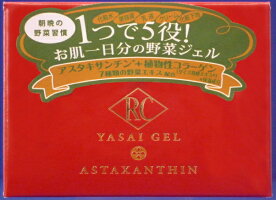 朝晩の
野菜習慣
1つで5役!
お肌一日分の野菜ジェル
アスタキサンチン+植物性コラーゲン
7種類の野菜エキス配合
RC
YASAI GEL
ASTAXANTHIN